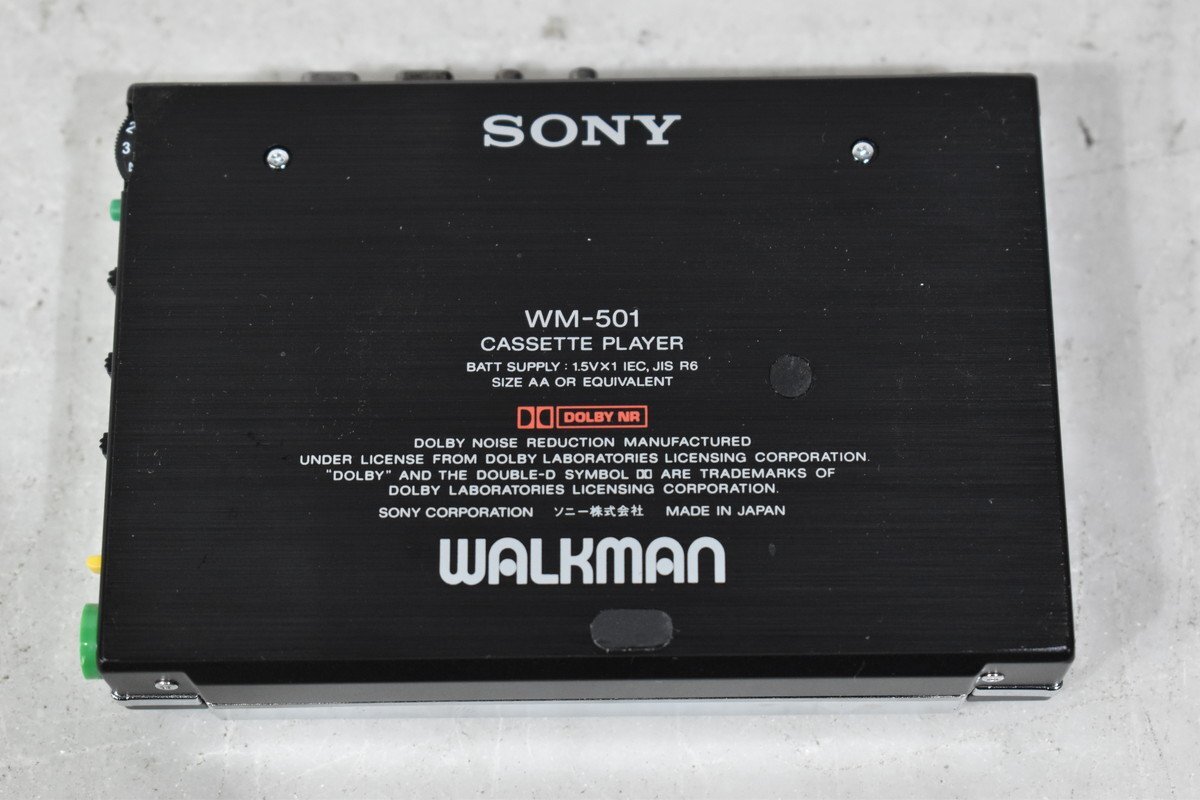 SONY
2
3
WM-501
CASSETTE PLAYER
BATT SUPPLY : 1.5V×1 IEC, JIS R6
SIZE AA OR EQUIVALENT
DOLBY NR
DOLBY NOISE REDUCTION MANUFACTURED
UNDER LICENSE FROM DOLBY LABORATORIES LICENSING CORPORATION.
"DOLBY" AND THE DOUBLE-D SYMBOL ARE TRADEMARKS OF
DOLBY LABORATORIES LICENSING CORPORATION.
SONY CORPORATION ソニー株式会社 MADE IN JAPAN
WALKMAN